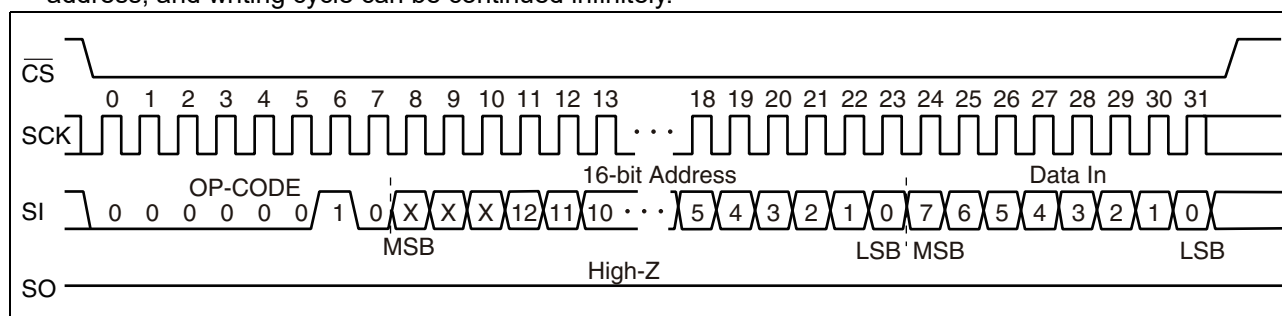 address, and writing cycle can be continued infinitely.
CS
0 1 2 3 4 5 6 7 8 9 10 11 12 13 18 19 20 21 22 23 24 25 26 27 28 29 30 31
SCK ···
OP-CODE 16-bit Address Data In
SI 0 0 0 0 0 0 1 0 X X X 12 11 10 ··· 5 4 3 2 1 0 7 6 5 4 3 2 1 0
MSB LSB MSB LSB
High-Z
SO